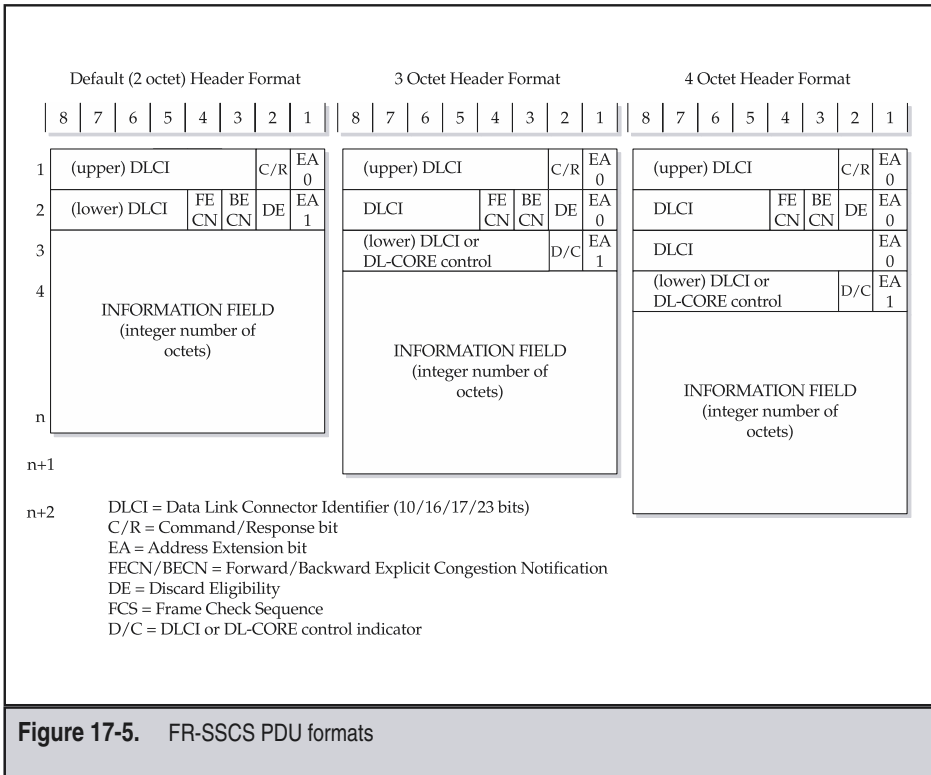 Default (2 octet) Header Format
3 Octet Header Format
4 Octet Header Format
8 7 6 5 4 3 2 1
8 7 6 5 4 3 2 1
8 7 6 5 4 3 2 1
1
(upper) DLCI
C/R
EA
0
2
(lower) DLCI
FE
CN
BE
CN
DE
EA
1
3
4
INFORMATION FIELD
(integer number of
octets)
n
n+1
n+2
(upper) DLCI
C/R
EA
0
DLCI
FE
CN
BE
CN
DE
EA
0
(lower) DLCI or
DL-CORE control
D/C
EA
1
INFORMATION FIELD
(integer number of
octets)
(upper) DLCI
C/R
EA
0
DLCI
FE
CN
BE
CN
DE
EA
0
DLCI
EA
0
(lower) DLCI or
DL-CORE control
D/C
EA
1
INFORMATION FIELD
(integer number of
octets)
DLCI = Data Link Connector Identifier (10/16/17/23 bits)
C/R = Command/Response bit
EA = Address Extension bit
FECN/BECN = Forward/Backward Explicit Congestion Notification
DE = Discard Eligibility
FCS = Frame Check Sequence
D/C = DLCI or DL-CORE control indicator
Figure 17-5. FR-SSCS PDU formats